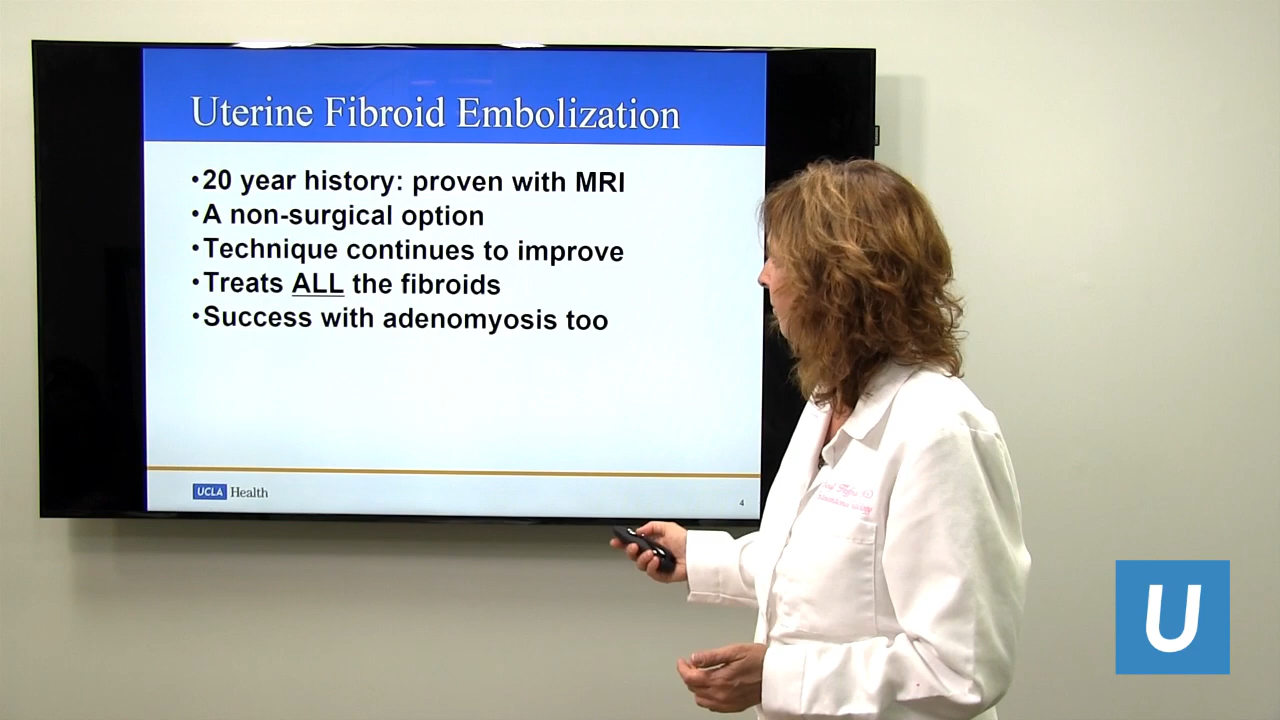 Uterine Fibroid Embolization
•20 year history: proven with MRI
•A non-surgical option
•Technique continues to improve
•Treats ALL the fibroids
•Success with adenomyosis too
UCLA Health
4
U